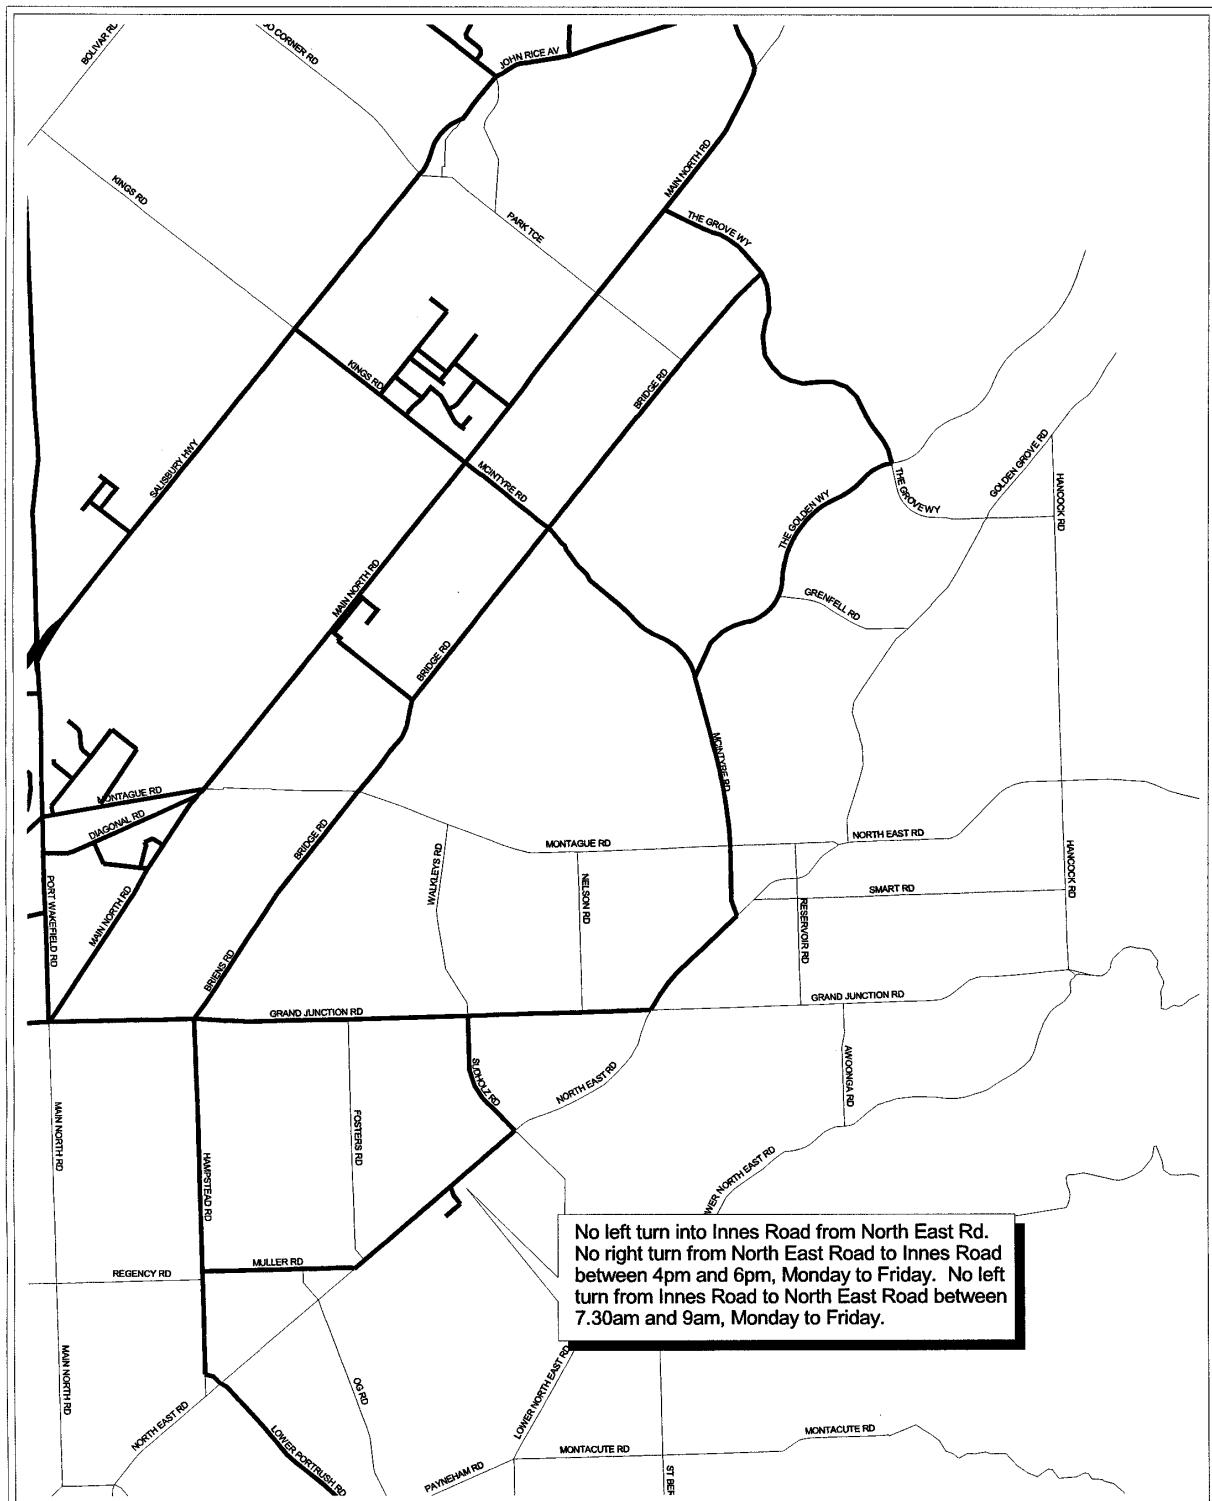 BOLIVAR RD
CORNER RD
JOHN RICE AV
MAIN NORTH RD
KINGS RD
PARK TCE
THE GROVE WY
KINGS RD
BRIDGE RD
SALISBURY HWY
MCINTYRE RD
GOLDEN GROVE RD
HANCOCK RD
THE GROVE WY
THE GOLDEN WY
MAIN NORTH RD
GRENFELL RD
BRIDGE RD
MCINTYRE RD
MONTAGUE RD
DIAGONAL RD
BRIDGE RD
WALKLEYS RD
MONTAGUE RD
NORTH EAST RD
NELSON RD
SMART RD
HANCOCK RD
PORT WAKEFIELD RD
MAIN NORTH RD
RESERVOIR RD
BRIENS RD
GRAND JUNCTION RD
GRAND JUNCTION RD
SUDHOLZ RD
NORTH EAST RD
AWOONGA RD
MAIN NORTH RD
FOSTERS RD
HAMPSTEAD RD
WER NORTH EAST RD
No left turn into Innes Road from North East Rd.
No right turn from North East Road to Innes Road
between 4pm and 6pm, Monday to Friday. No left
turn from Innes Road to North East Road between
7.30am and 9am, Monday to Friday.
REGENCY RD
MULLER RD
MAIN NORTH RD
OG RD
LOWER NORTH EAST RD
NORTH EAST RD
LOWER PORTRUSH RD
PAYNEHAM RD
MONTACUTE RD
MONTACUTE RD
ST BER